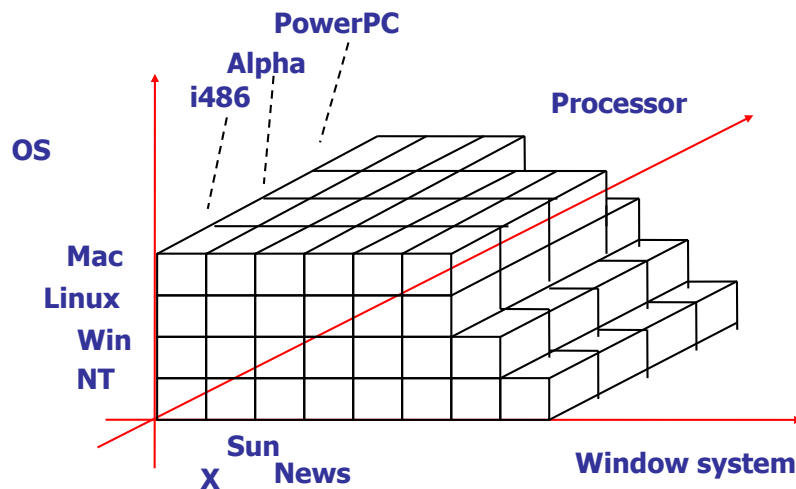 PowerPC
Alpha
i486
Processor
OS
Mac
Linux
Win
NT
Sun
X
News
Window system